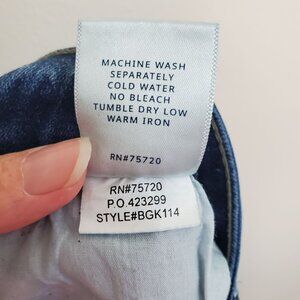 MACHINE WASH
SEPARATELY
COLD WATER
NO BLEACH
TUMBLE DRY LOW
WARM IRON
RN#75720
RN#75720
P.O.423299
STYLE#BGK114